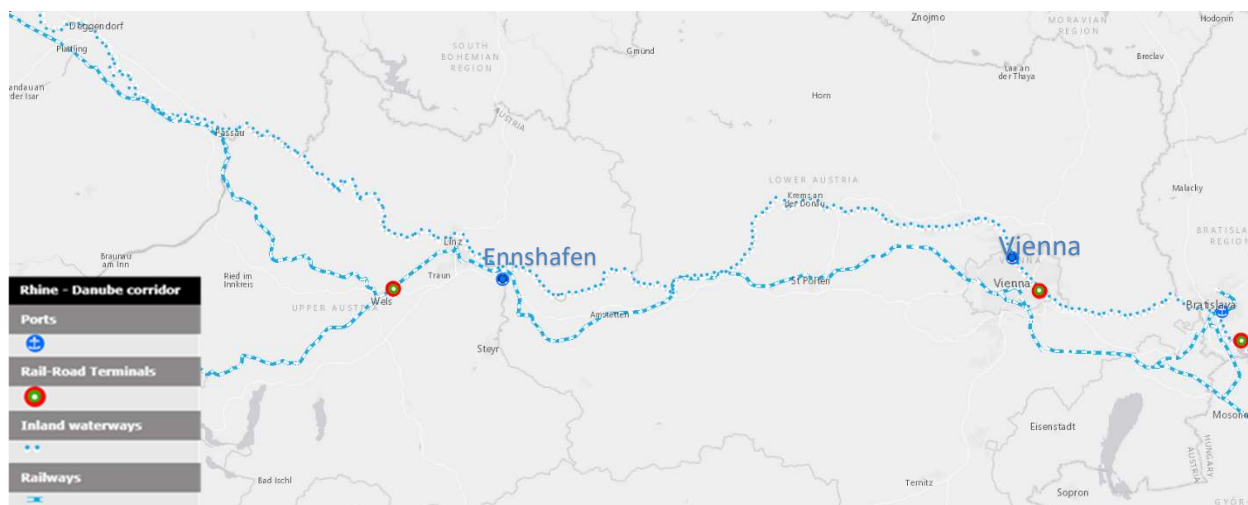 Deggendorf
Plattling
andau an
der Isar
Passau
SOUTH
BOHEMIAN
REGION
Gmünd
AUSTRIA
Znojmo
MORAVIAN
REGION
Hodonin
Breclav
Laa an
der Thaya
Horn
LOWER AUSTRIA
Krems an
der Donau
Malacky
BRATISLAVA
REGION
Braunau
am Inn
Ried im
Innkreis
Linz
Traun
Wels
UPPER AUSTRIA
Ennshafen
Steyr
Amstetten
St Pölten
Vienna
VIENNA
Vienna
Bratislava
Mosonm
Eisenstadt
HUNGARY
AUSTRIA
Sopron
GYŐR
Ternitz
Bad Ischl
Rhine - Danube corridor
Ports
Rail-Road Terminals
Inland waterways
Railways